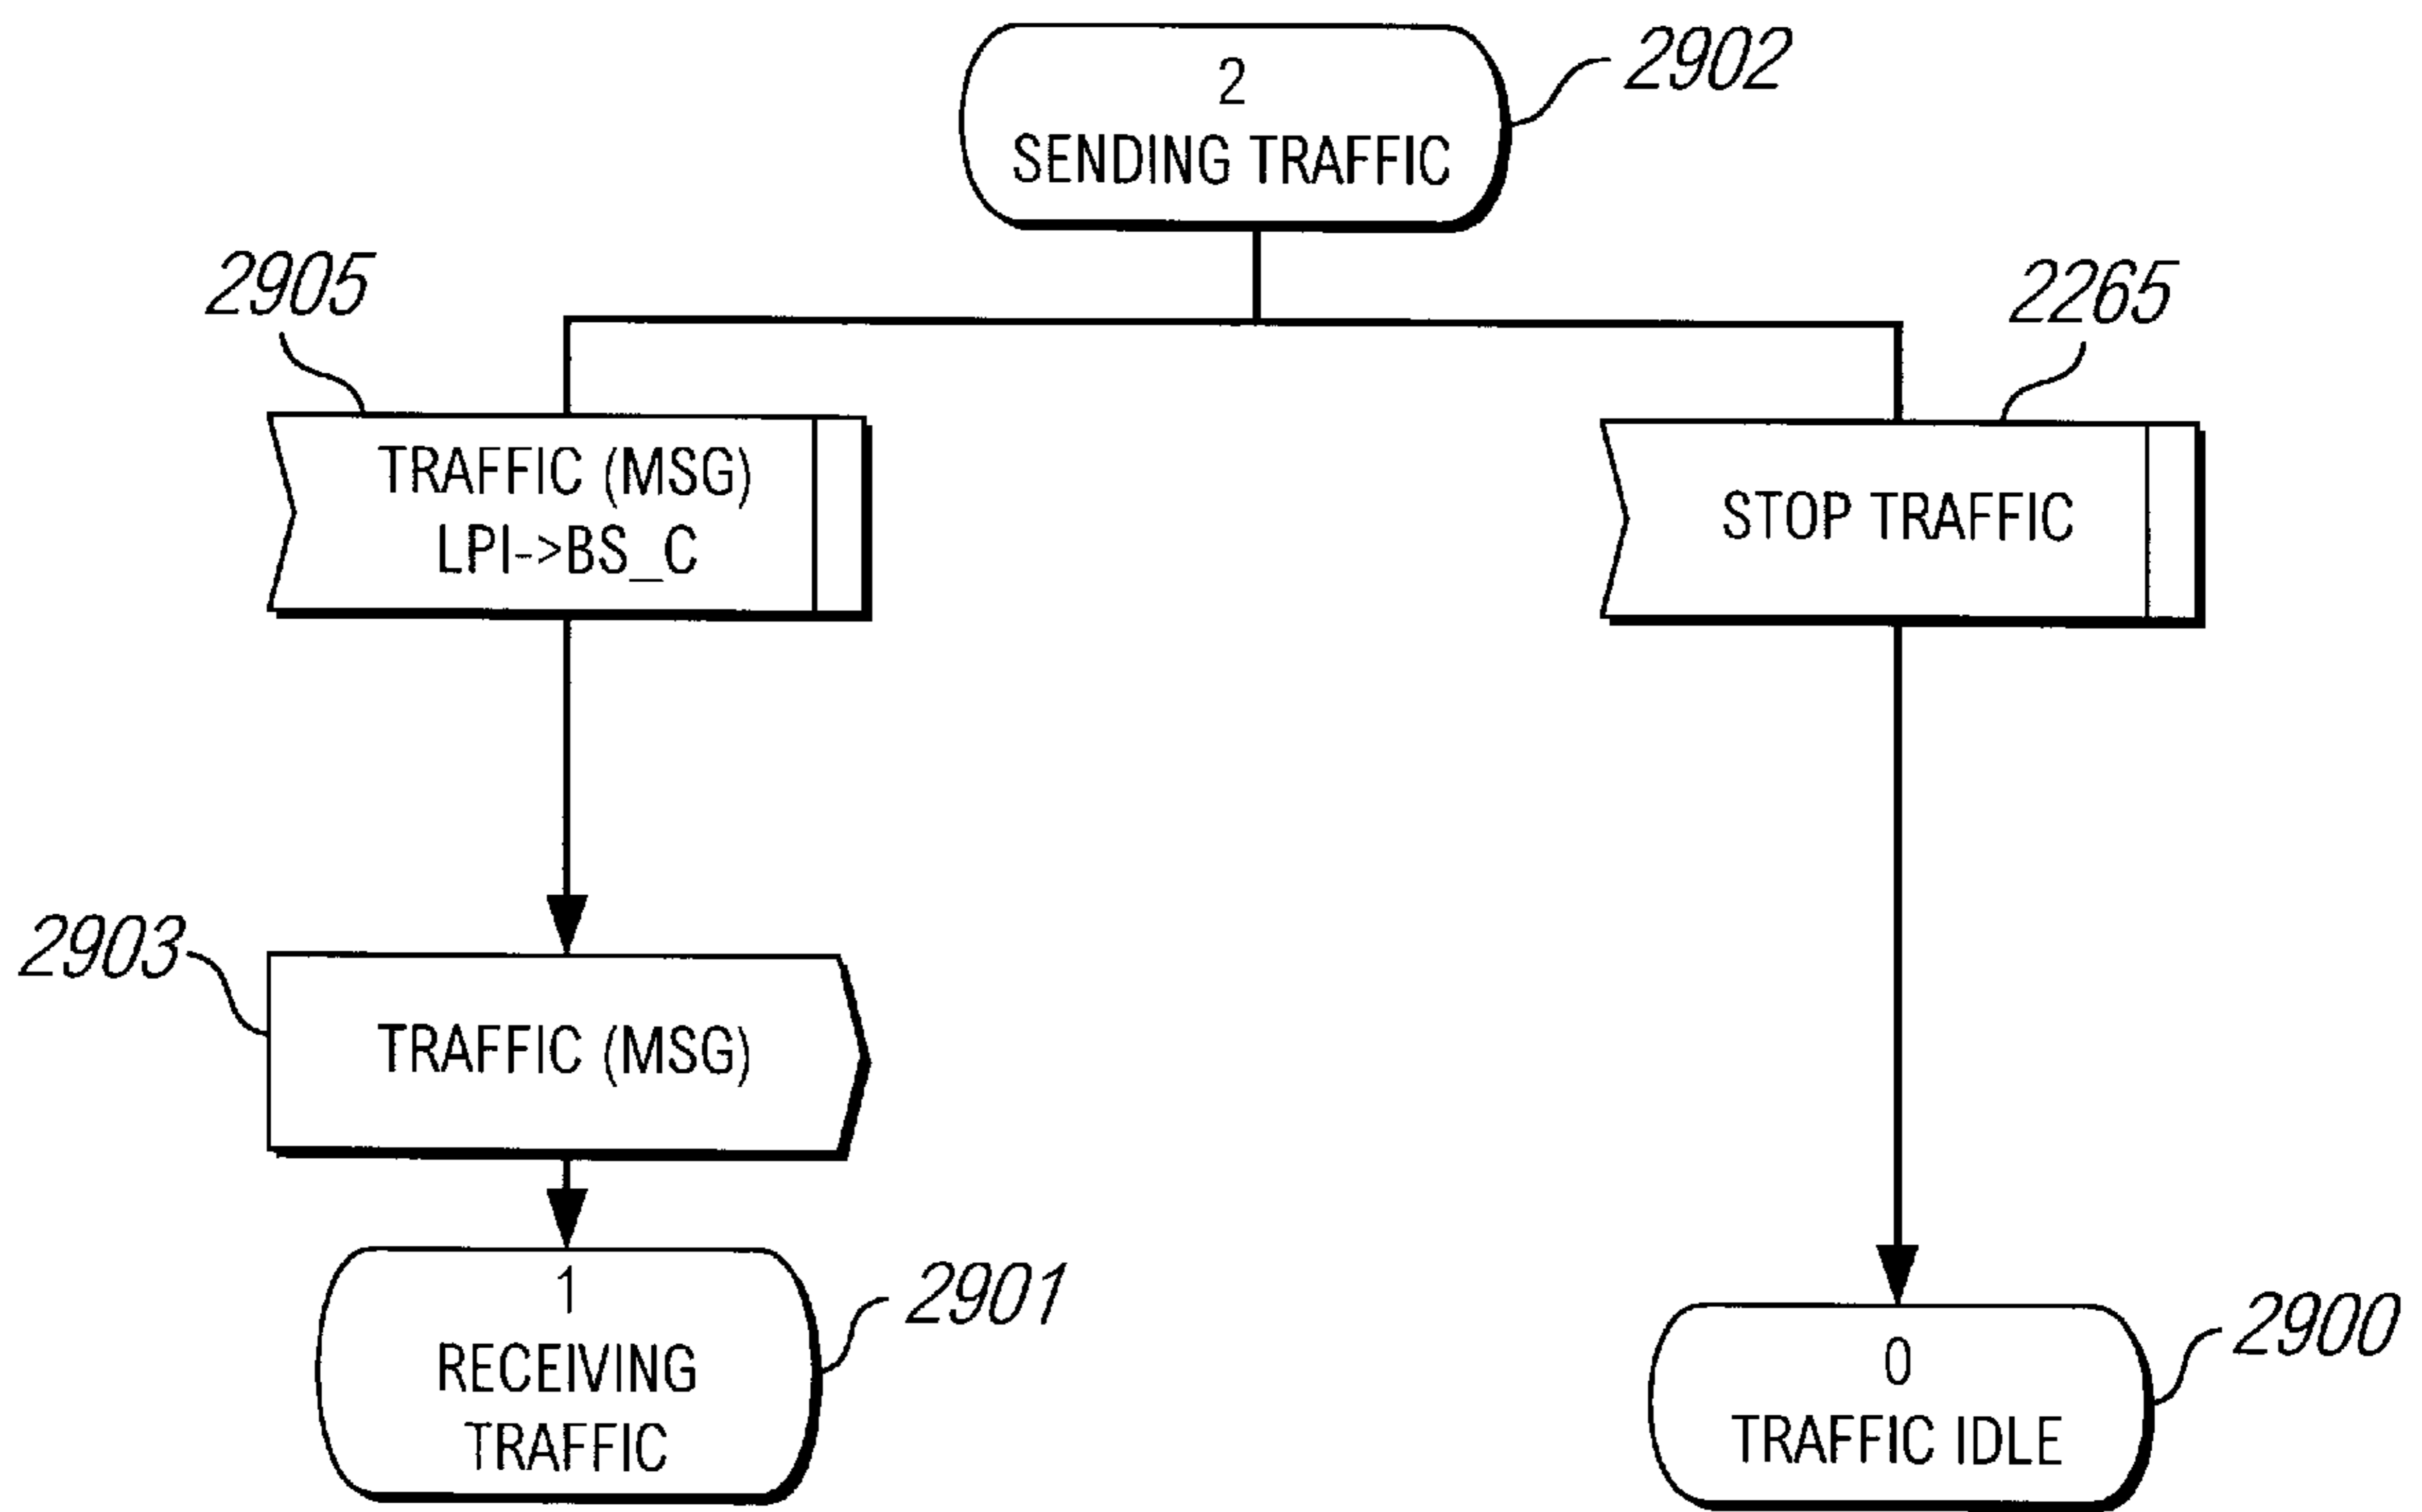 2
SENDING TRAFFIC
2902
2905
2265
TRAFFIC (MSG)
LPI->BS_C
STOP TRAFFIC
2903
TRAFFIC (MSG)
1
RECEIVING
TRAFFIC
2901
0
TRAFFIC IDLE
2900